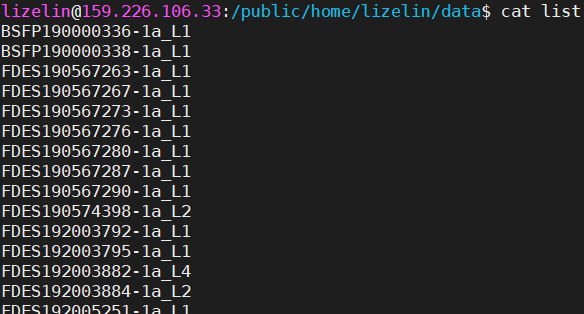 lizelin@159.226.106.33:/public/home/lizelin/data$ cat list
BSFP190000336-1a_L1
BSFP190000338-1a_L1
FDES190567263-1a_L1
FDES190567267-1a_L1
FDES190567273-1a_L1
FDES190567276-1a_L1
FDES190567280-1a_L1
FDES190567287-1a_L1
FDES190567290-1a_L1
FDES190574398-1a_L2
FDES192003792-1a_L1
FDES192003795-1a_L1
FDES192003882-1a_L4
FDES192003884-1a_L2
FDES192005251-1a_L1